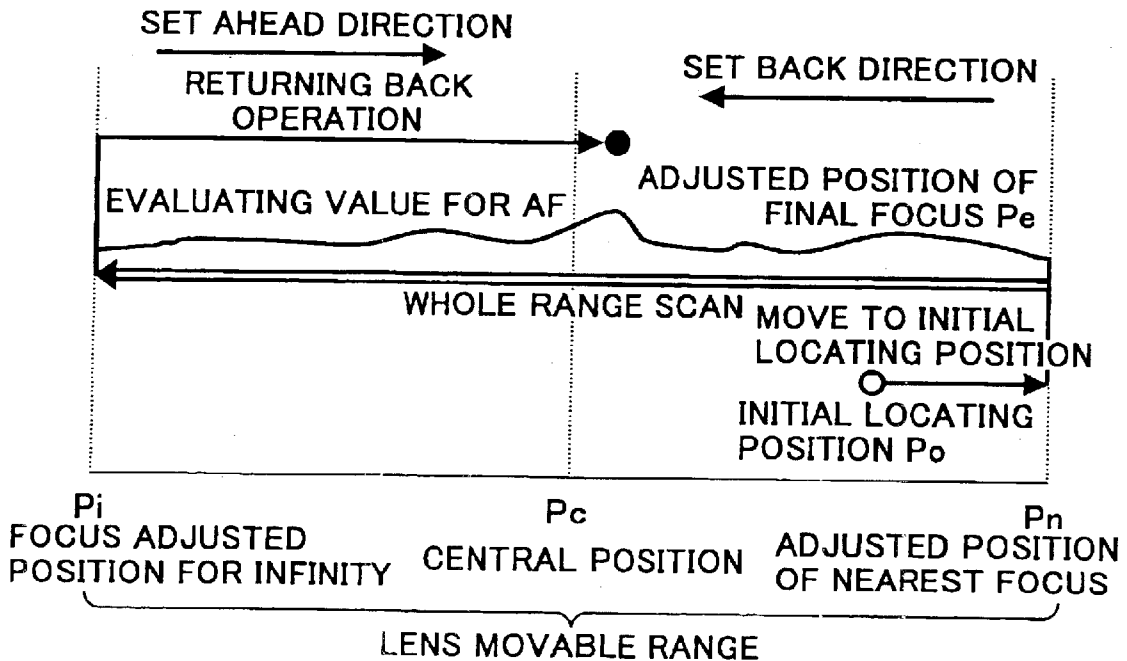 SET AHEAD DIRECTION
SET BACK DIRECTION
RETURNING BACK
OPERATION
EVALUATING VALUE FOR AF
ADJUSTED POSITION OF
FINAL FOCUS Pe
WHOLE RANGE SCAN
MOVE TO INITIAL
LOCATING POSITION
INITIAL LOCATING
POSITION Po
Pi
FOCUS ADJUSTED
POSITION FOR INFINITY
Pc
CENTRAL POSITION
Pn
ADJUSTED POSITION
OF NEAREST FOCUS
LENS MOVABLE RANGE